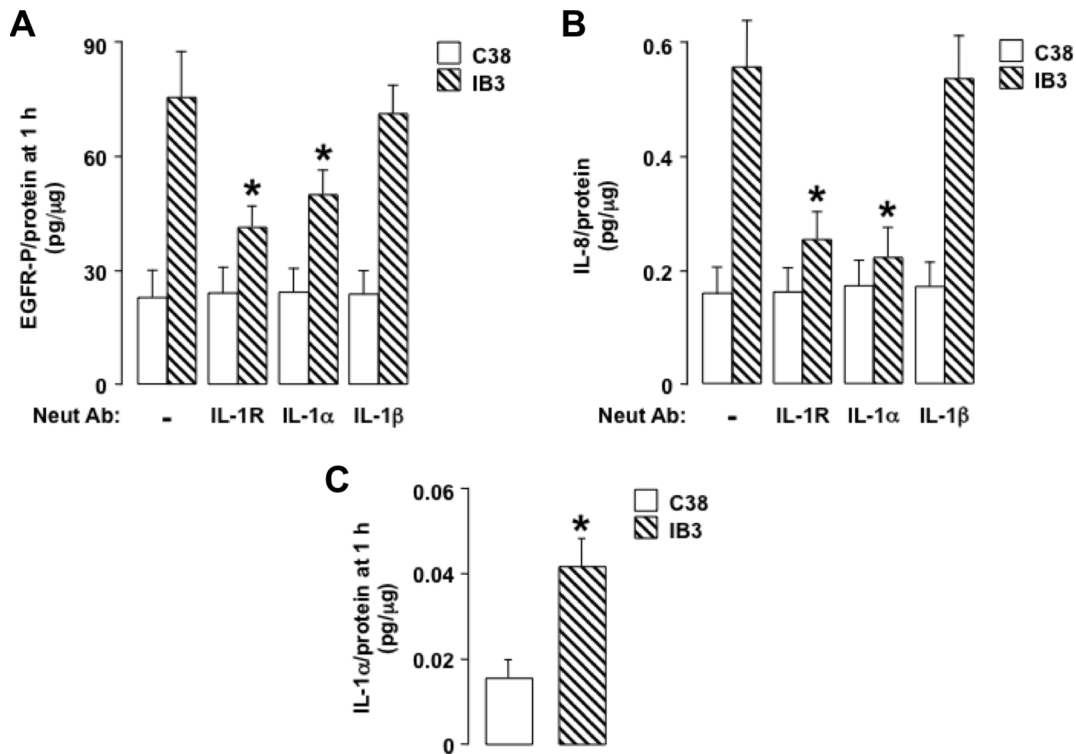 A
EGFR-P/protein at 1 h
(pg/μg)
90
60
30
0
C38
IB3
*
*
Neut Ab: - IL-1R IL-1α IL-1β
B
IL-8/protein
(pg/μg)
0.6
0.4
0.2
0
C38
IB3
*
*
Neut Ab: - IL-1R IL-1α IL-1β
C
IL-1α/protein at 1 h
(pg/μg)
0.06
0.04
0.02
0
C38
IB3
*